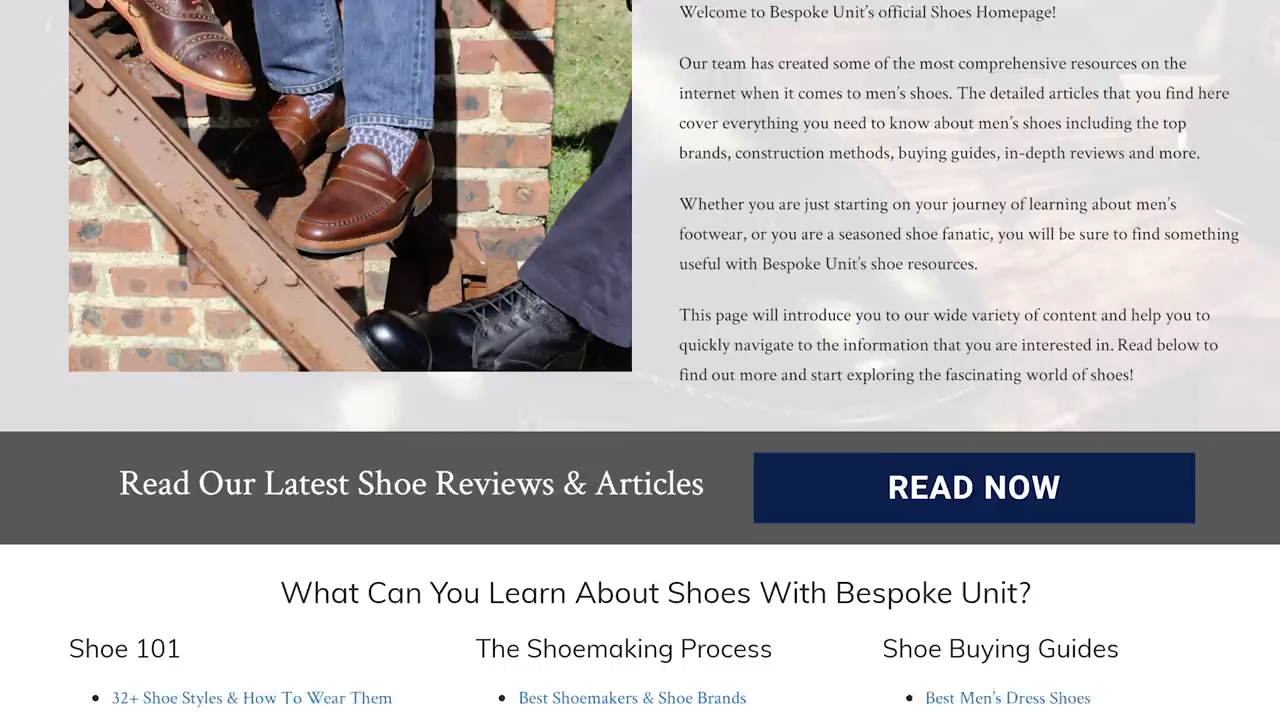 Welcome to Bespoke Unit's official Shoes Homepage!
Our team has created some of the most comprehensive resources on the
internet when it comes to men's shoes. The detailed articles that you find here
cover everything you need to know about men's shoes including the top
brands, construction methods, buying guides, in-depth reviews and more.
Whether you are just starting on your journey of learning about men's
footwear, or you are a seasoned shoe fanatic, you will be sure to find something
useful with Bespoke Unit's shoe resources.
This page will introduce you to our wide variety of content and help you to
quickly navigate to the information that you are interested in. Read below to
find out more and start exploring the fascinating world of shoes!
Read Our Latest Shoe Reviews & Articles
READ NOW
What Can You Learn About Shoes With Bespoke Unit?
Shoe 101
• 32+ Shoe Styles & How To Wear Them
The Shoemaking Process
• Best Shoemakers & Shoe Brands
Shoe Buying Guides
• Best Men's Dress Shoes